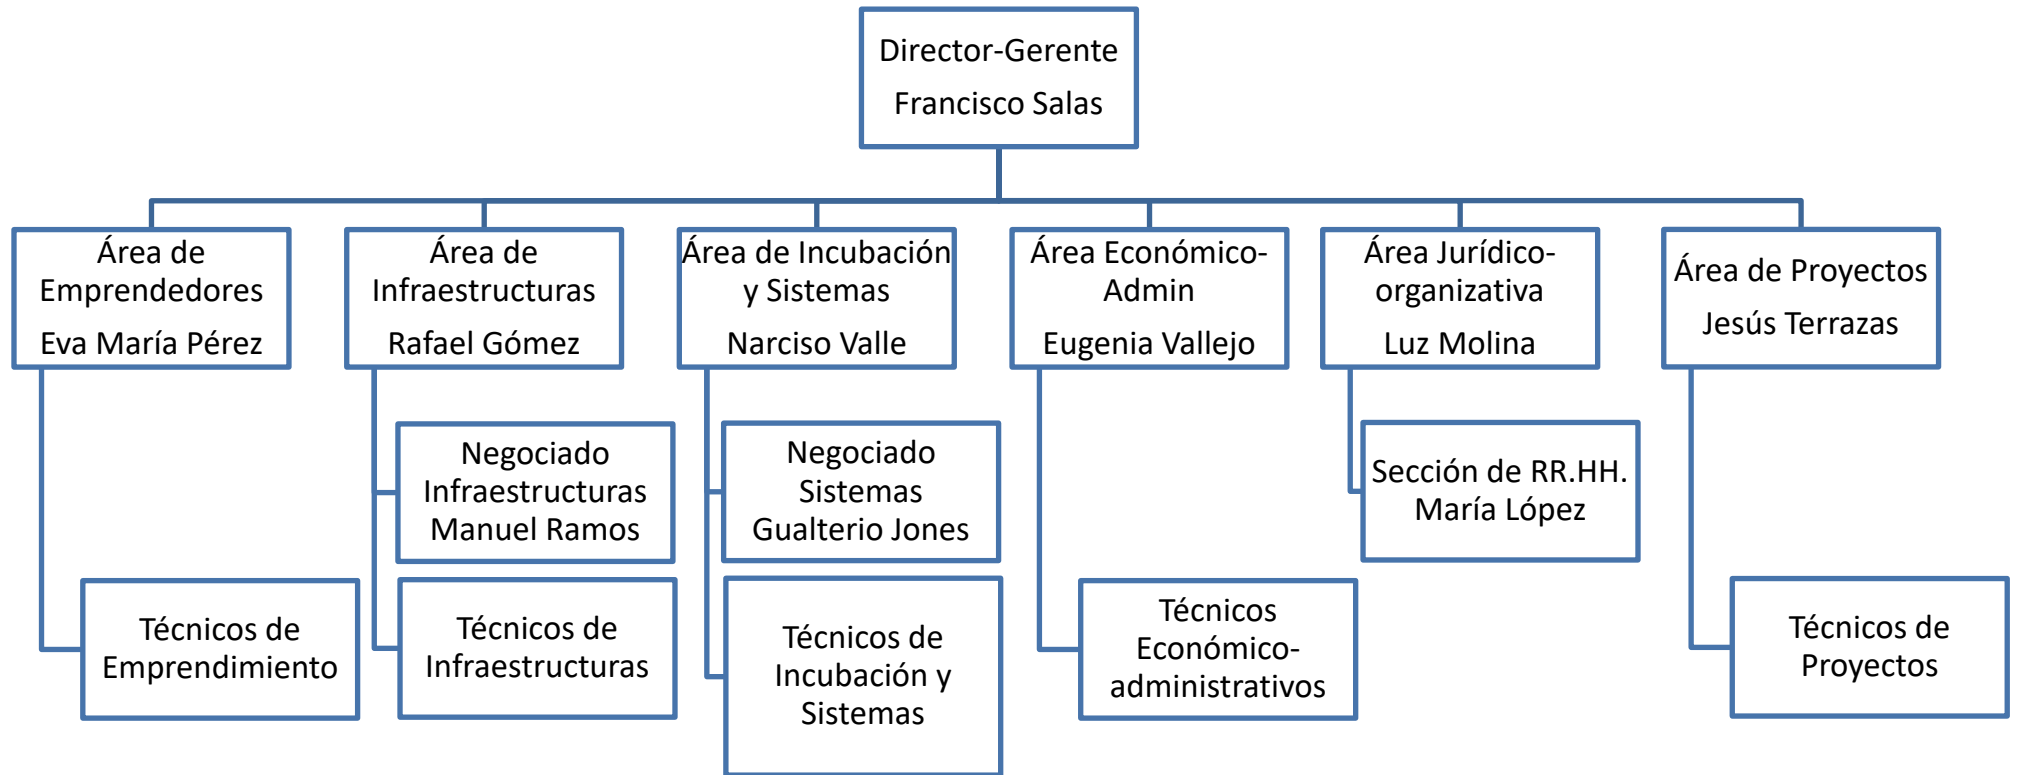 Director-Gerente
Francisco Salas
Área de
Emprendedores
Eva María Pérez
Área de
Infraestructuras
Rafael Gómez
Área de Incubación
y Sistemas
Narciso Valle
Área Económico-
Admin
Eugenia Vallejo
Área Jurídico-
organizativa
Luz Molina
Área de Proyectos
Jesús Terrazas
Negociado
Infraestructuras
Manuel Ramos
Negociado
Sistemas
Gualterio Jones
Sección de RR.HH.
María López
Técnicos de
Emprendimiento
Técnicos de
Infraestructuras
Técnicos de
Incubación y
Sistemas
Técnicos
Económico-
administrativos
Técnicos de
Proyectos